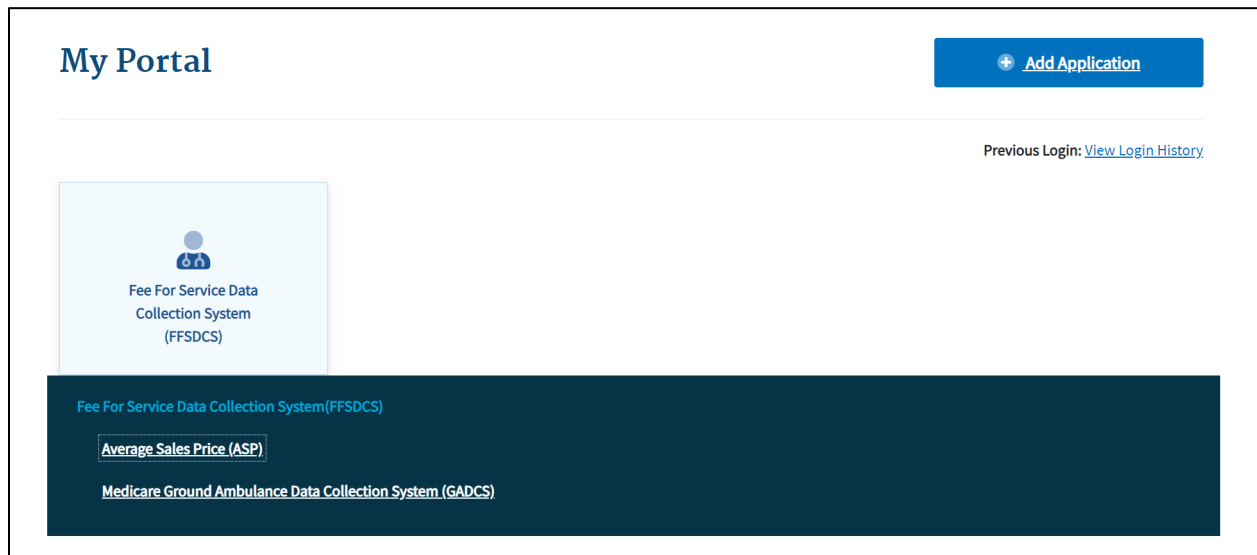 My Portal
Add Application
Previous Login: View Login History
Fee For Service Data
Collection System
(FFSDCS)
Fee For Service Data Collection System(FFSDCS)
Average Sales Price (ASP)
Medicare Ground Ambulance Data Collection System (GADCS)